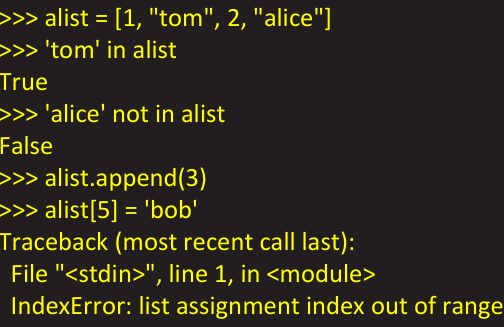 >>> alist = [1, "tom", 2, "alice"]
>>> 'tom' in alist
True
>>> 'alice' not in alist
False
>>> alist.append(3)
>>> alist[5] = 'bob'
Traceback (most recent call last):
  File "<stdin>", line 1, in <module>
  IndexError: list assignment index out of range